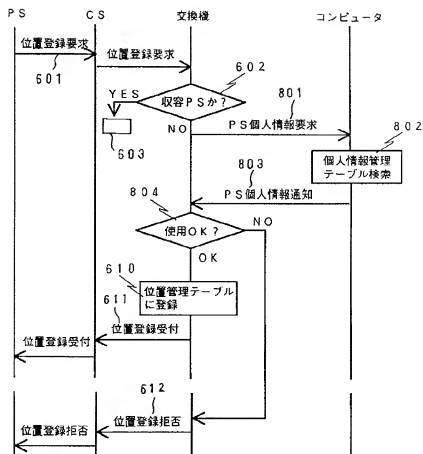 PS CS 交換機 コンピュータ
位置登録要求
601
位置登録要求
602
収容PSか?
YES
603
NO
801
PS個人情報要求
802
個人情報管理
テーブル検索
803
PS個人情報通知
804
使用OK?
NO
OK
610
位置管理テーブル
に登録
611
位置登録受付
位置登録受付
612
位置登録拒否
位置登録拒否